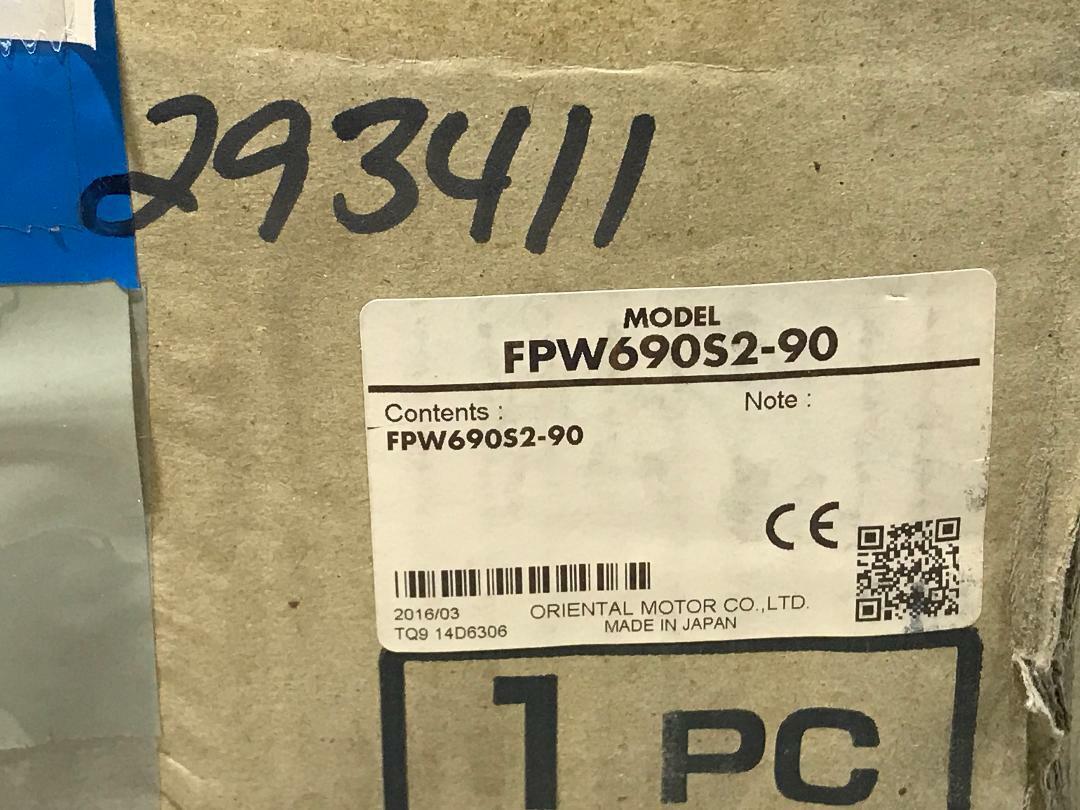 293411
MODEL
FPW690S2-90
Contents :
Note :
FPW690S2-90
CE
2016/03
ORIENTAL MOTOR CO.,LTD.
TQ9 14D6306
MADE IN JAPAN
1 PC